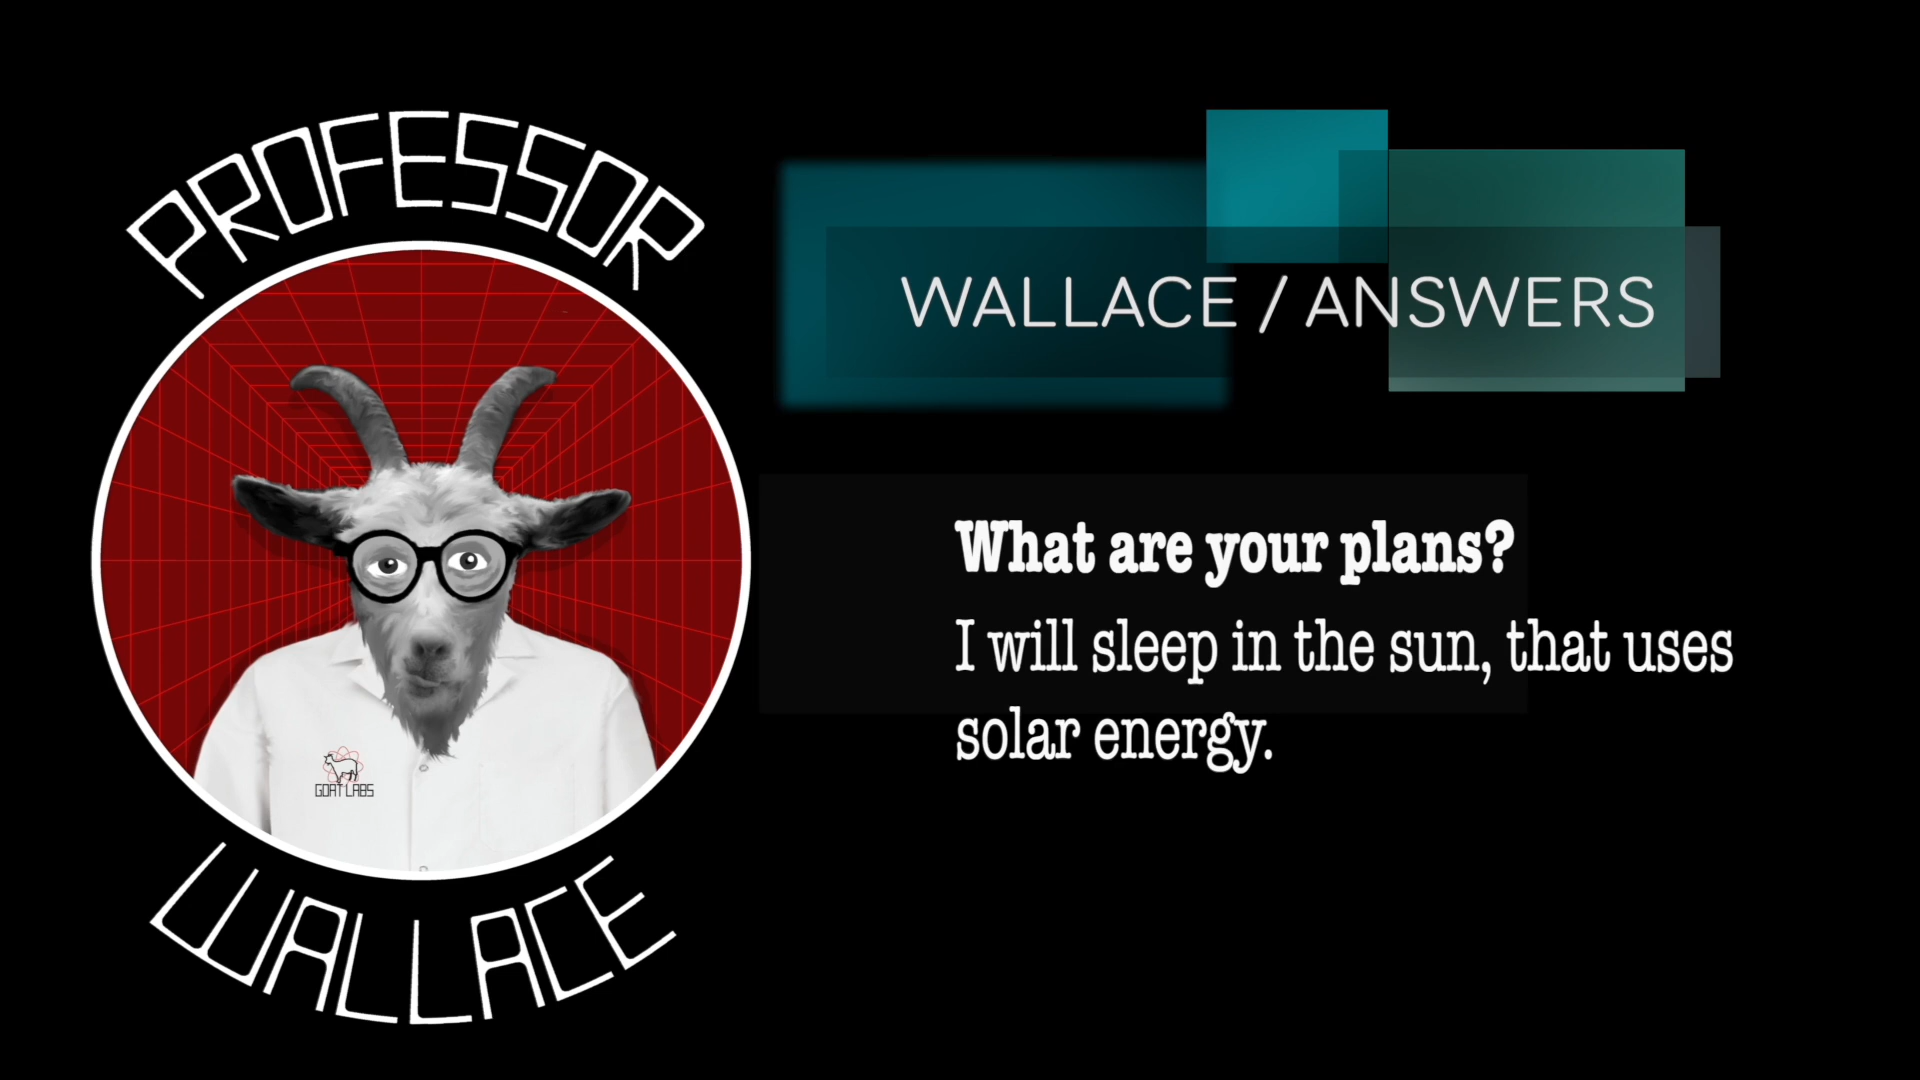 PROFESSOR
WALLACE
GOAT LABS
WALLACE / ANSWERS
What are your plans?
I will sleep in the sun, that uses
solar energy.